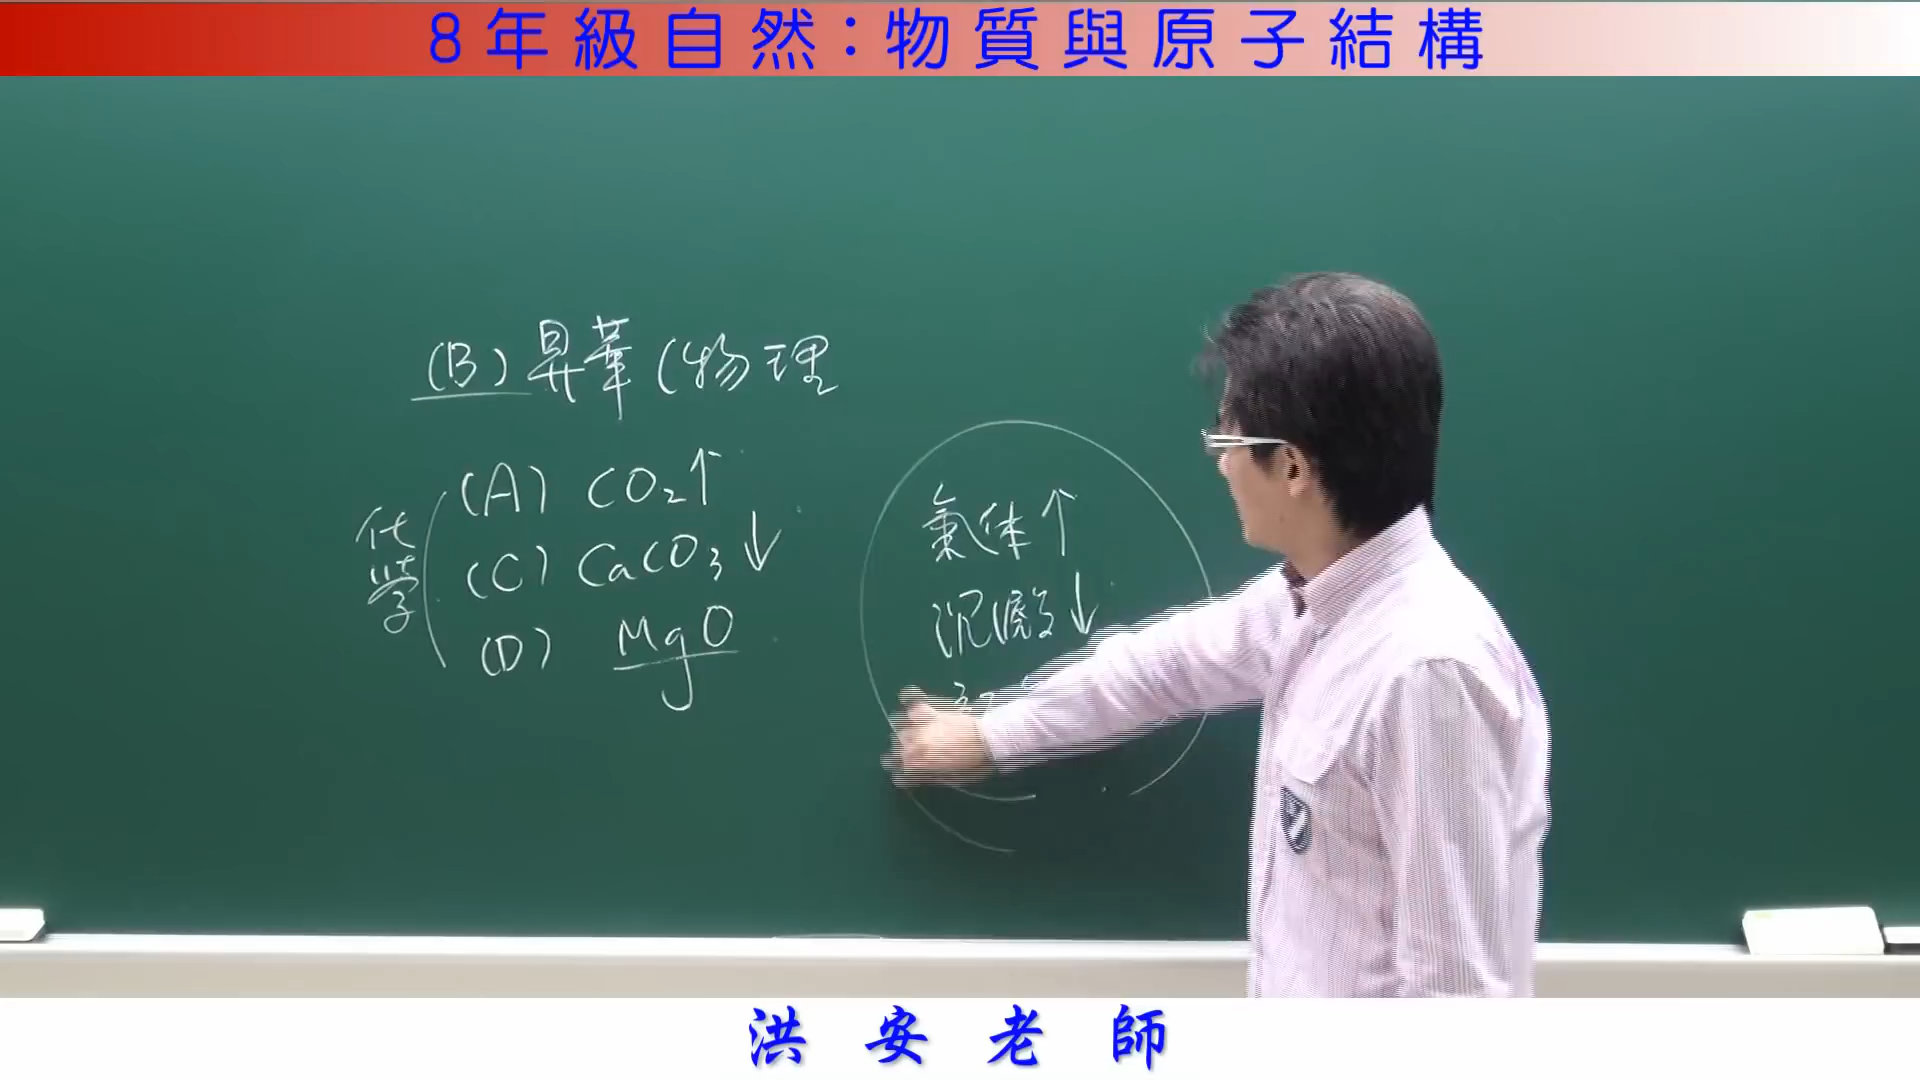 8年級自然:物質與原子結構
(B)昇華(物理
(A) CO₂↑
化學
(C) CaCO₃↓
(D) MgO
氣体↑
沉澱↓
洪安老師